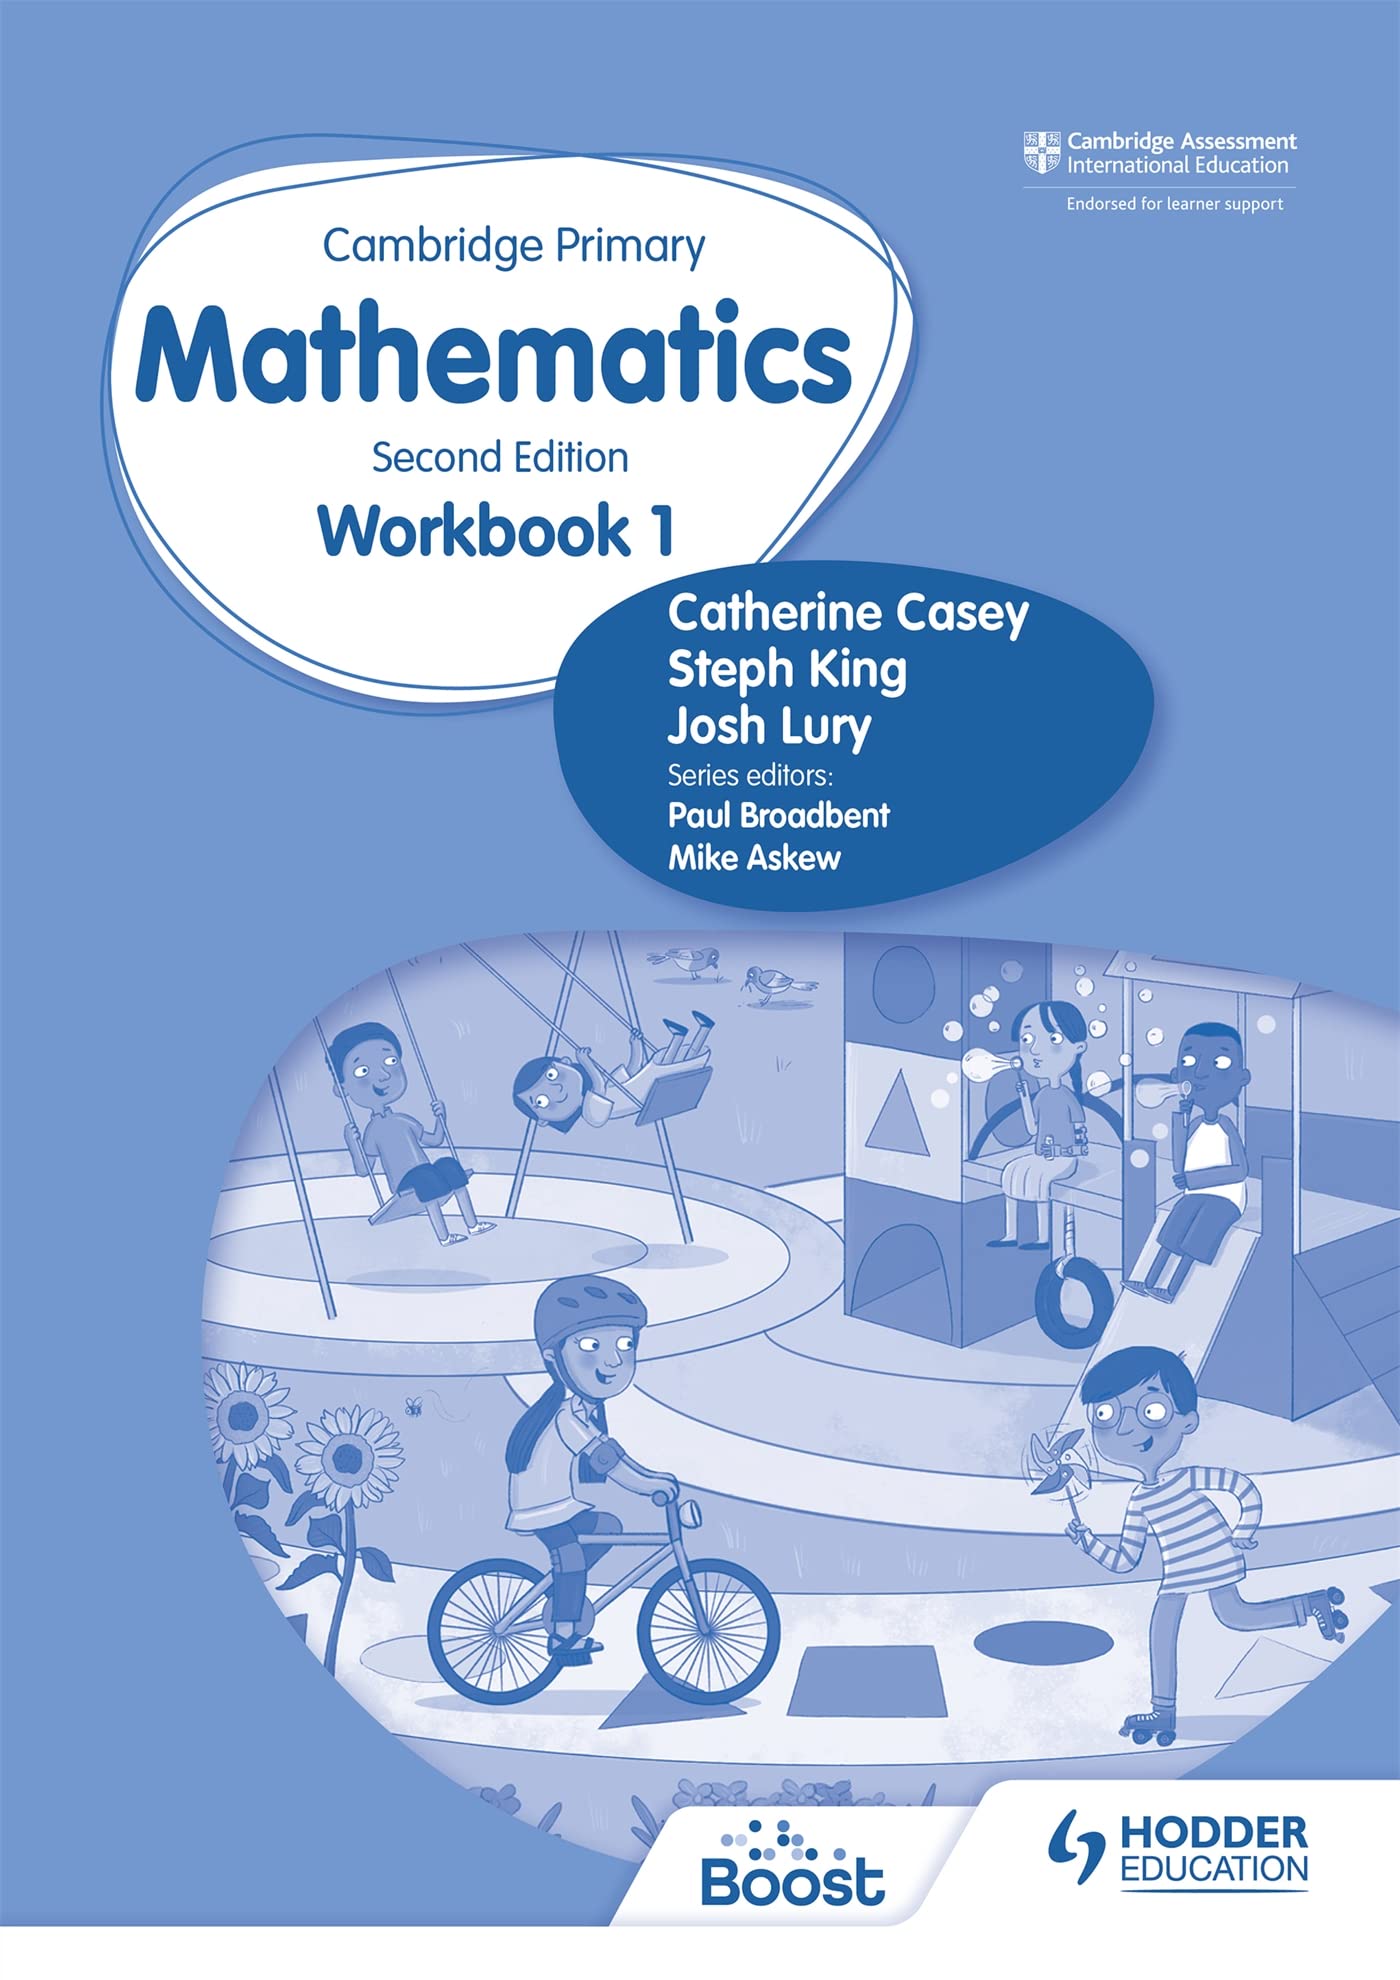 Cambridge Assessment
International Education
Endorsed for learner support
Cambridge Primary
Mathematics
Second Edition
Workbook 1
Catherine Casey
Steph King
Josh Lury
Series editors:
Paul Broadbent
Mike Askew
Boost
HODDER
EDUCATION